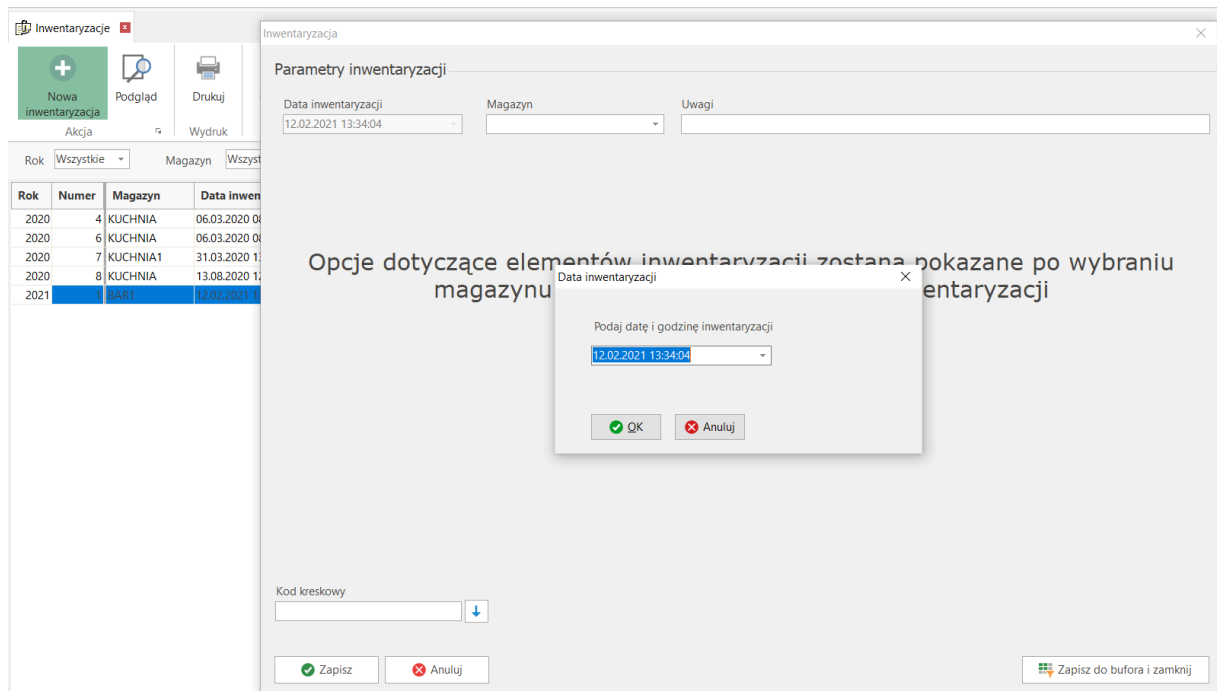 Inwentaryzacje
Nowa inwentaryzacja
Podgląd
Drukuj
Akcja
Wydruk
Rok Wszystkie Magazyn
Rok Numer Magazyn
2020 4 KUCHNIA 06.03.2020
2020 6 KUCHNIA 06.03.2020
2020 7 KUCHNIA1 31.03.2020
2020 8 KUCHNIA 13.08.2020
2021 1 BAR1 12.02.2021
Inwentaryzacja
Parametry inwentaryzacji
Data inwentaryzacji Magazyn Uwagi
12.02.2021 13:34:04
Opcje dotyczące elementów inwentaryzacji zostaną pokazane po wybraniu
magazynu
Data inwentaryzacji
Podaj datę i godzinę inwentaryzacji
12.02.2021 13:34:04
OK Anuluj
Kod kreskowy
Zapisz Anuluj Zapisz do bufora i zamknij